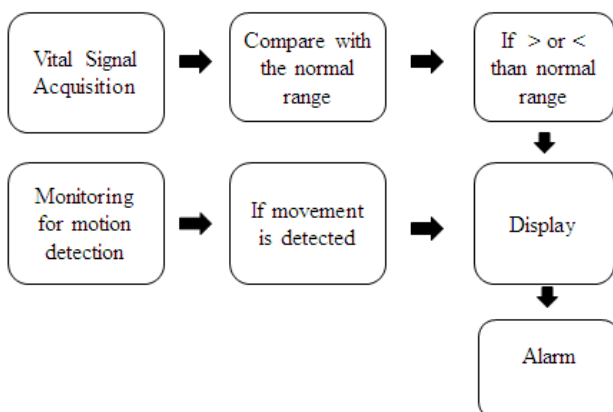 Vital Signal
Acquisition
Compare with
the normal
range
If > or <
than normal
range
Monitoring
for motion
detection
If movement
is detected
Display
Alarm